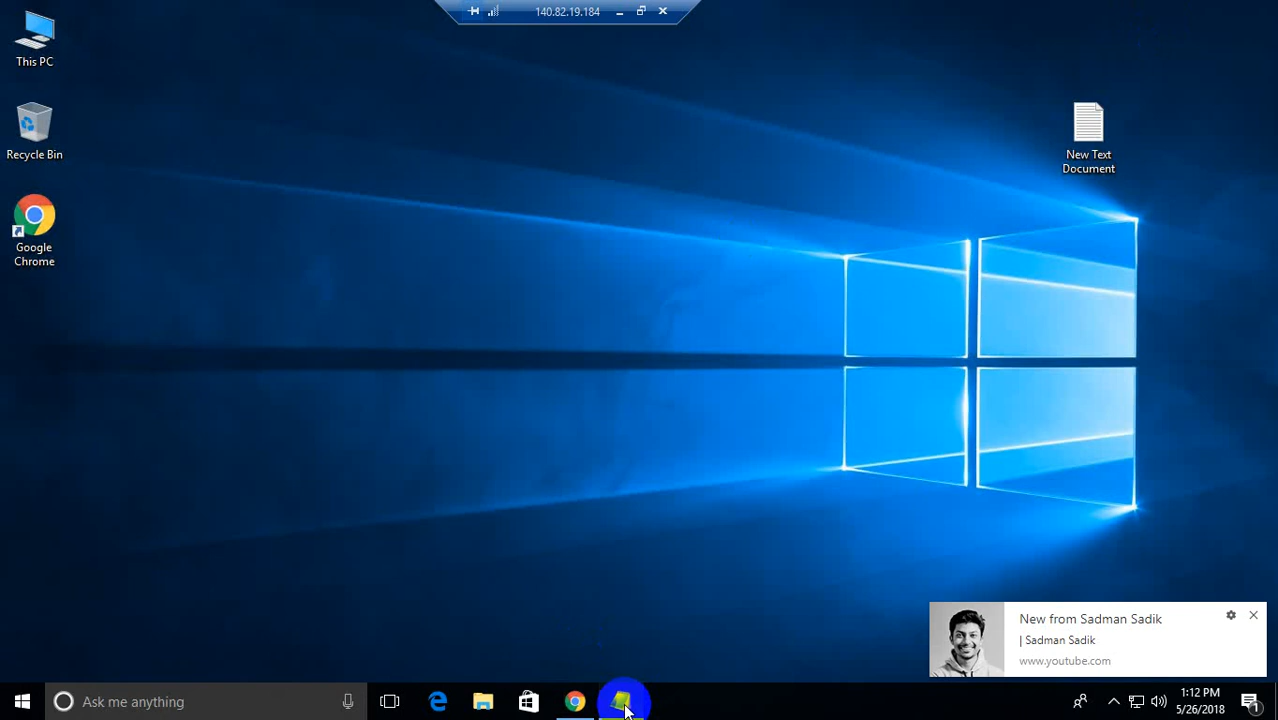 140.82.19.184
This PC
Recycle Bin
Google
Chrome
New Text
Document
New from Sadman Sadik
| Sadman Sadik
www.youtube.com
Ask me anything
1:12 PM
5/26/2018
1